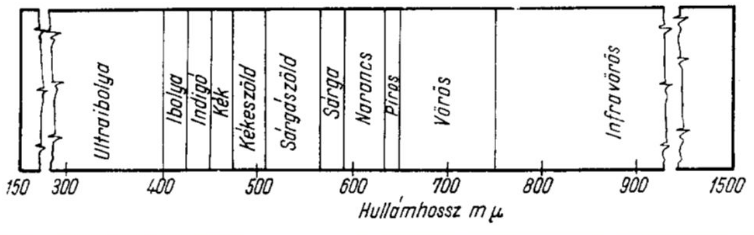 Ultraibolya
Ibolya
Indigó
Kék
Kékeszöld
Sárgászöld
Sárga
Narancs
Piros
Vörös
Infravörös
150 300 400 500 600 700 800 900 1500
Hullámhossz mμ